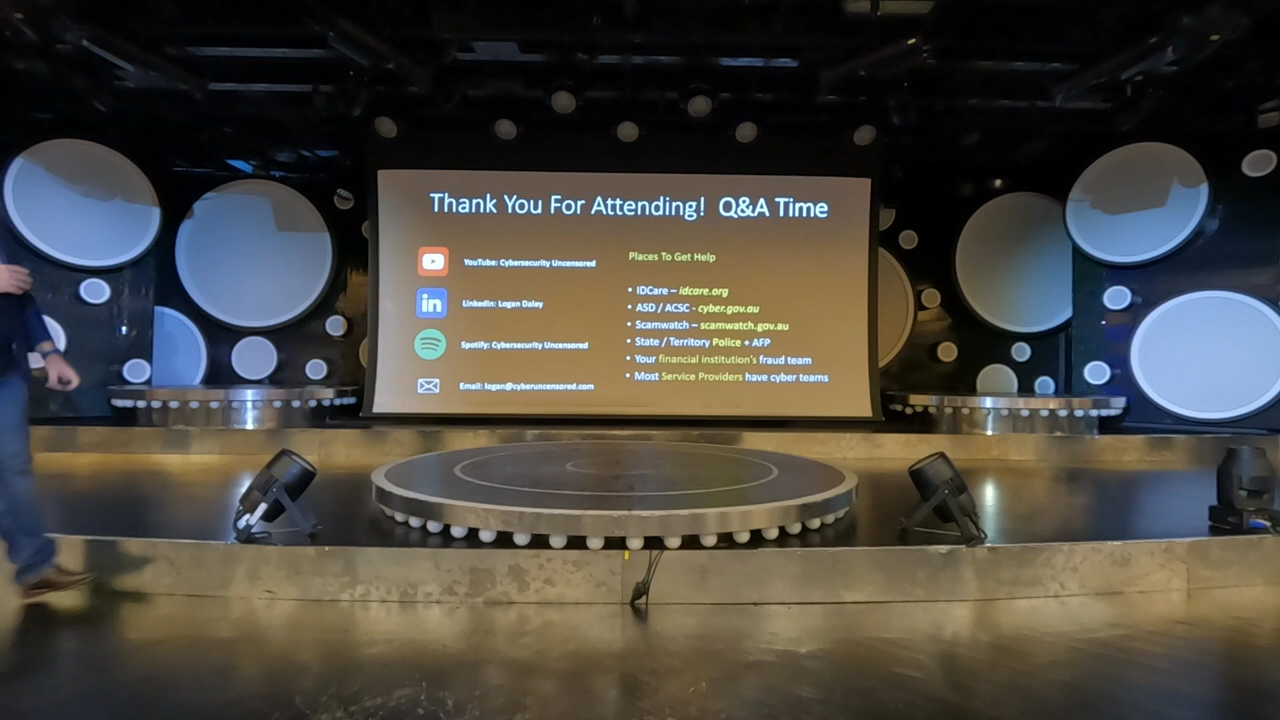 Thank You For Attending! Q&A Time
YouTube: Cybersecurity Uncensored
LinkedIn: Logan Daley
Spotify: Cybersecurity Uncensored
Email: logan@cyberuncensored.com
Places To Get Help
• IDCare – idcare.org
• ASD / ACSC - cyber.gov.au
• Scamwatch – scamwatch.gov.au
• State / Territory Police + AFP
• Your financial institution's fraud team
• Most Service Providers have cyber teams